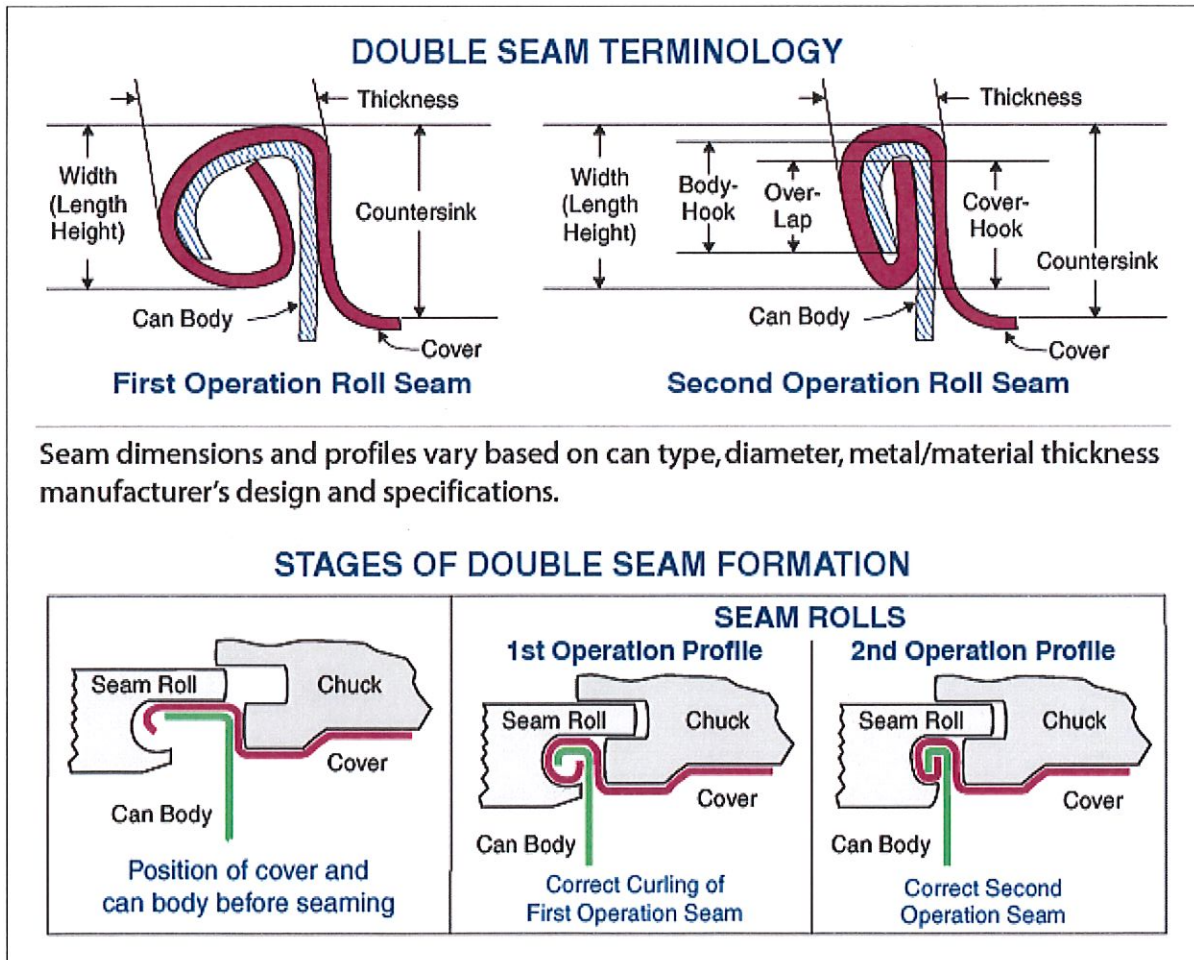 DOUBLE SEAM TERMINOLOGY
Thickness
Width
(Length
Height)
Countersink
Can Body
Cover
First Operation Roll Seam
Thickness
Width
(Length
Height)
Body-
Hook
Over-
Lap
Cover-
Hook
Countersink
Can Body
Cover
Second Operation Roll Seam
Seam dimensions and profiles vary based on can type, diameter, metal/material thickness
manufacturer's design and specifications.
STAGES OF DOUBLE SEAM FORMATION
Seam Roll
Chuck
Cover
Can Body
Position of cover and
can body before seaming
SEAM ROLLS
1st Operation Profile
Seam Roll
Chuck
Cover
Can Body
Correct Curling of
First Operation Seam
2nd Operation Profile
Seam Roll
Chuck
Cover
Can Body
Correct Second
Operation Seam